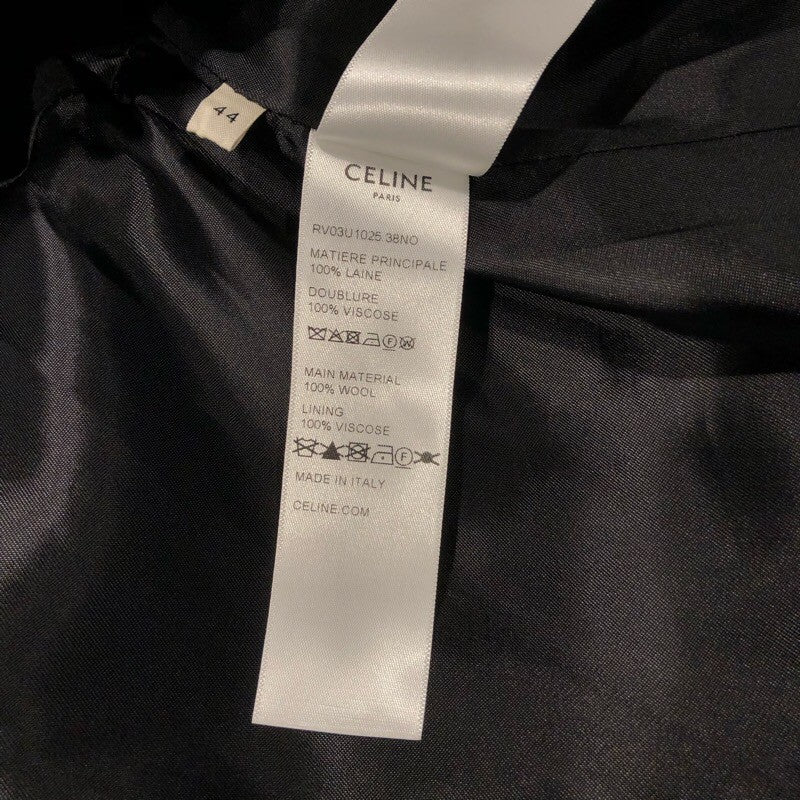 44
CELINE
PARIS
RV03U1025.38NO
MATIERE PRINCIPALE
100% LAINE
DOUBLURE
100% VISCOSE
MAIN MATERIAL
100% WOOL
LINING
100% VISCOSE
MADE IN ITALY
CELINE.COM